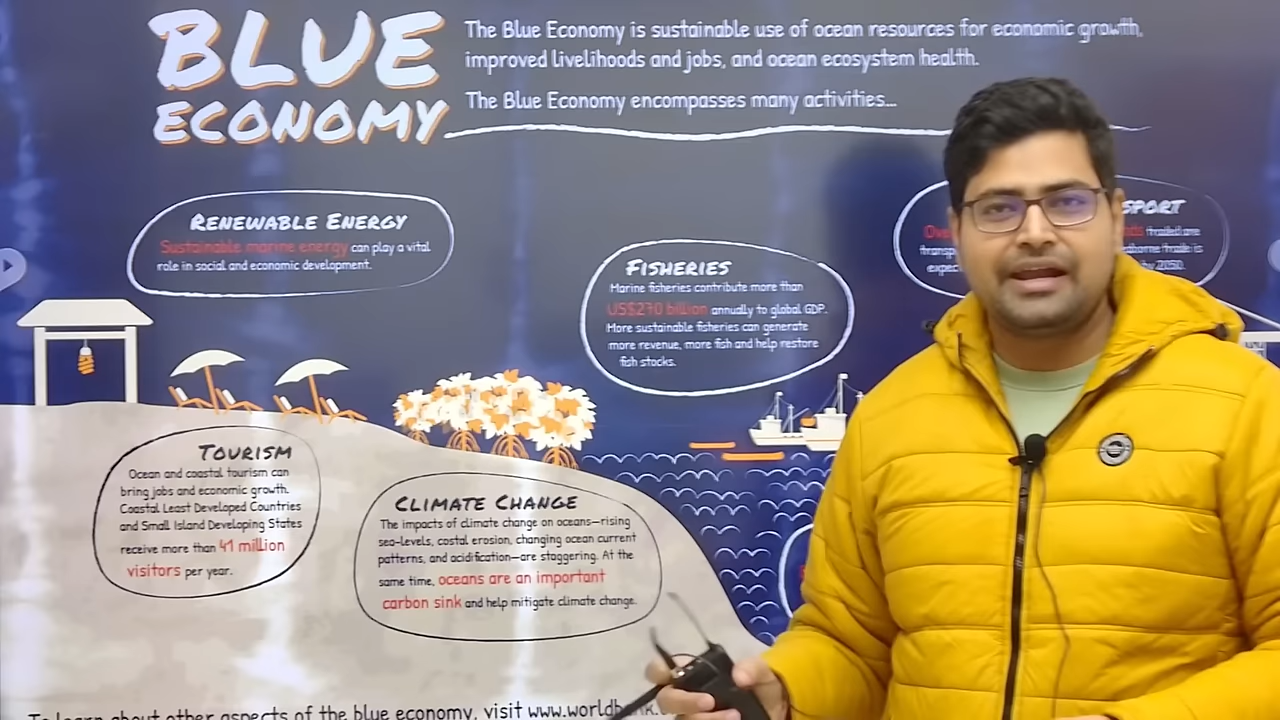 BLUE
ECONOMY
The Blue Economy is sustainable use of ocean resources for economic growth,
improved livelihoods and jobs, and ocean ecosystem health.
The Blue Economy encompasses many activities...
RENEWABLE ENERGY
Sustainable marine energy can play a vital
role in social and economic development.
FISHERIES
Marine fisheries contribute more than
US$270 billion annually to global GDP.
More sustainable fisheries can generate
more revenue, more fish and help restore
fish stocks.
traded are
trade is
by 2050.
TOURISM
Ocean and coastal tourism can
bring jobs and economic growth.
Coastal Least Developed Countries
and Small Island Developing States
receive more than 41 million
visitors per year.
CLIMATE CHANGE
The impacts of climate change on oceans—rising
sea-levels, costal erosion, changing ocean current
patterns, and acidification—are staggering. At the
same time, oceans are an important
carbon sink and help mitigate climate change.
To learn about other aspects of the blue economy, visit